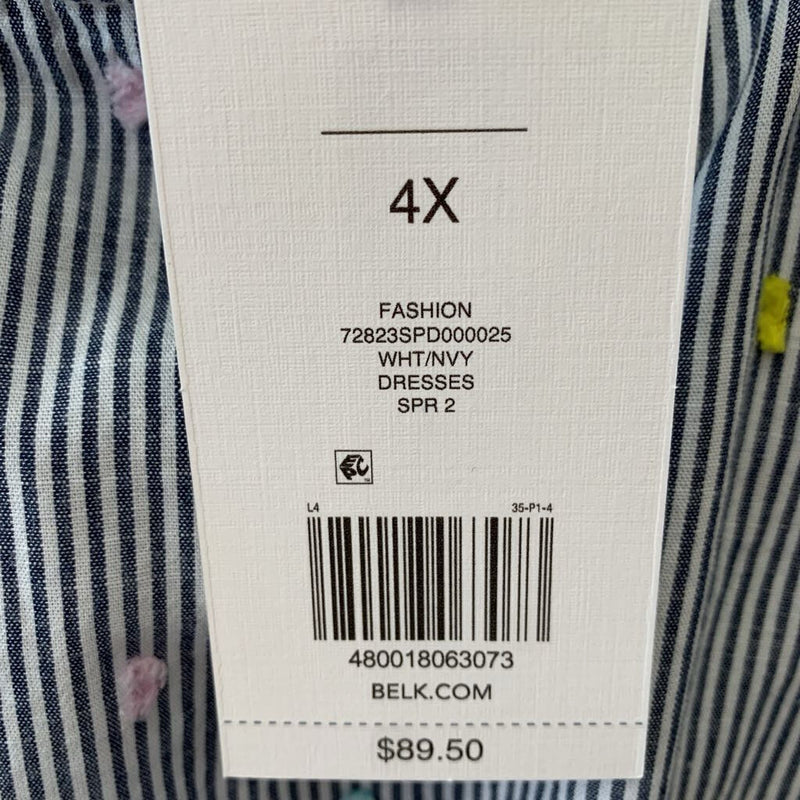 4X
FASHION
72823SPD000025
WHT/NVY
DRESSES
SPR 2
L4 35-P1-4
480018063073
BELK.COM
$89.50